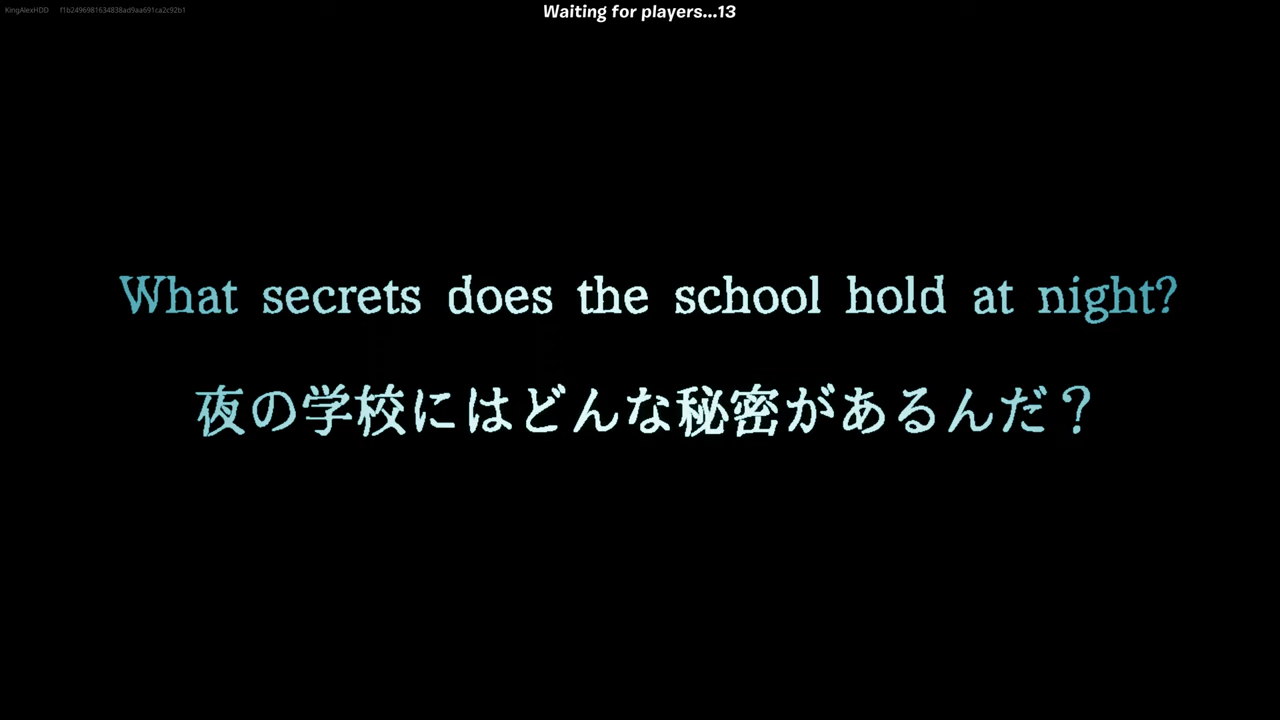 KingAlexHDD f1b2496981634838ad9aa691ca2c92b1
Waiting for players...13
What secrets does the school hold at night?
夜の学校にはどんな秘密があるんだ？